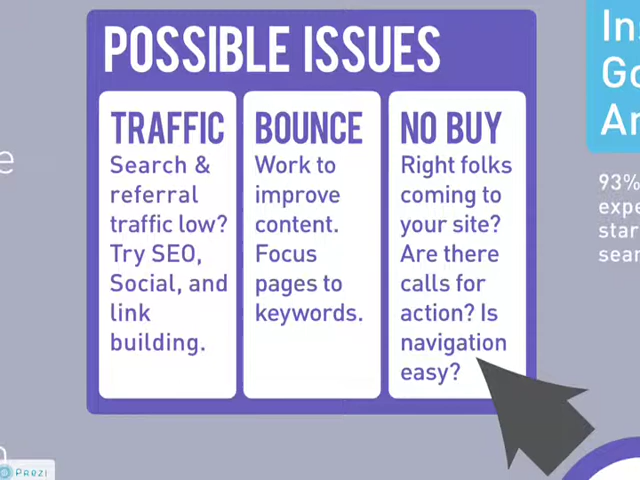 POSSIBLE ISSUES
TRAFFIC
Search &
referral
traffic low?
Try SEO,
Social, and
link
building.
BOUNCE
Work to
improve
content.
Focus
pages to
keywords.
NO BUY
Right folks
coming to
your site?
Are there
calls for
action? Is
navigation
easy?
93%
Prezi